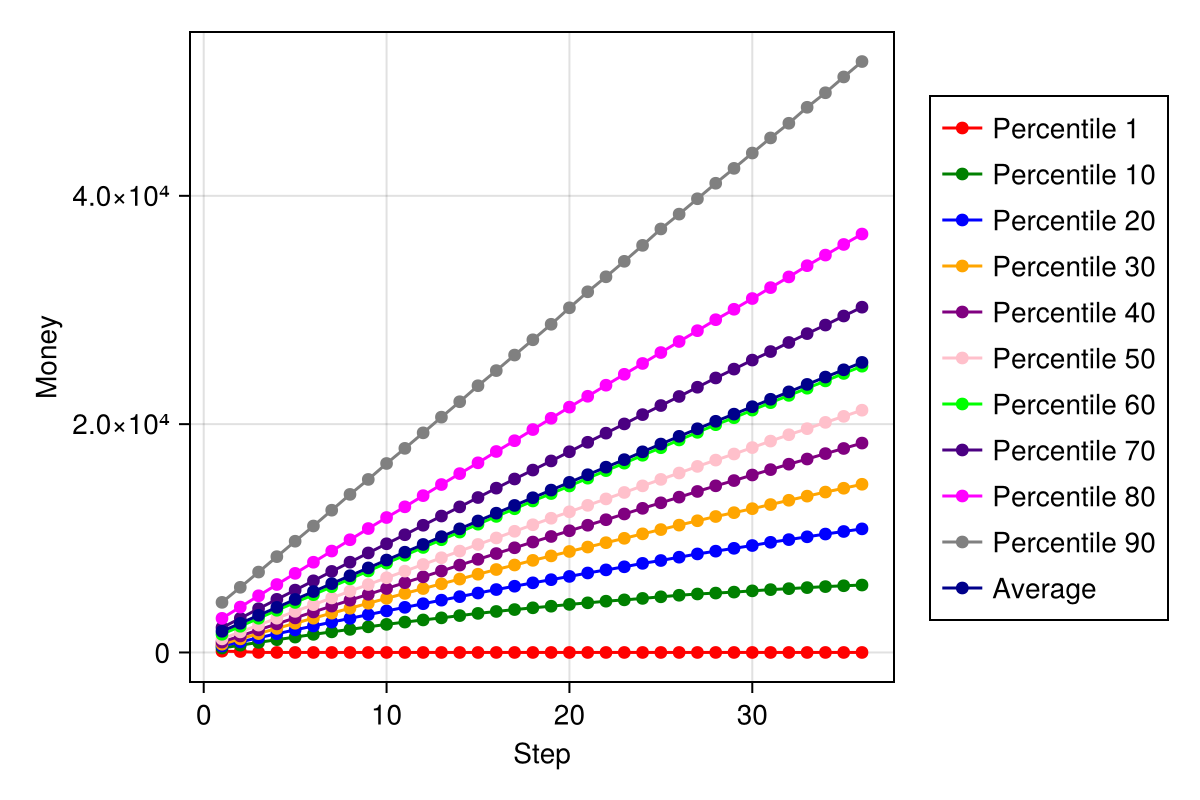 Money
4.0×10⁴
2.0×10⁴
0
0 10 20 30
Step
Percentile 1
Percentile 10
Percentile 20
Percentile 30
Percentile 40
Percentile 50
Percentile 60
Percentile 70
Percentile 80
Percentile 90
Average